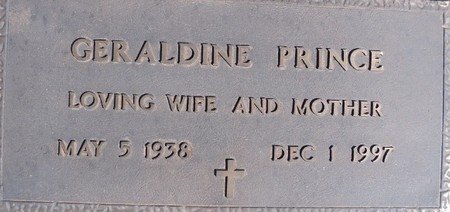 GERALDINE PRINCE
LOVING WIFE AND MOTHER
MAY 5 1938 DEC 1 1997